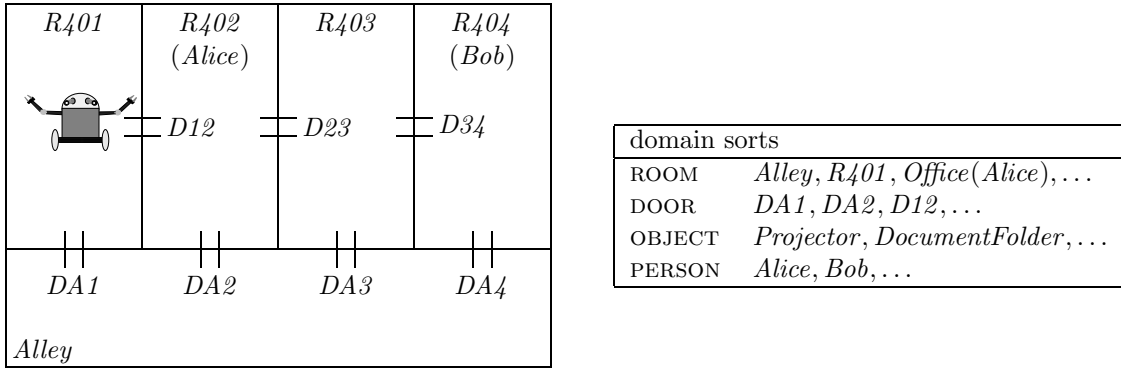 R401 R402 R403 R404
(Alice) (Bob)
D12 D23 D34
DA1 DA2 DA3 DA4
Alley
domain sorts
ROOM Alley, R401, Office(Alice), ...
DOOR DA1, DA2, D12, ...
OBJECT Projector, DocumentFolder, ...
PERSON Alice, Bob, ...